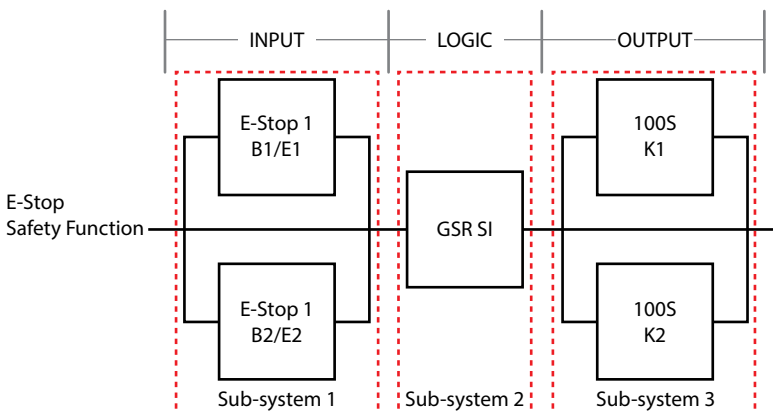 INPUT
LOGIC
OUTPUT
E-Stop 1
B1/E1
100S
K1
E-Stop
Safety Function
GSR SI
E-Stop 1
B2/E2
100S
K2
Sub-system 1
Sub-system 2
Sub-system 3